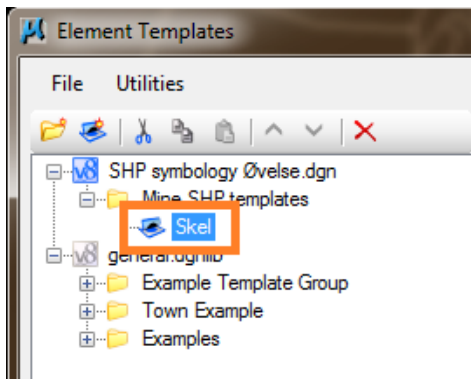 Element Templates
File Utilities
SHP symbology Øvelse.dgn
Mine SHP templates
Skel
general.dgnlib
Example Template Group
Town Example
Examples